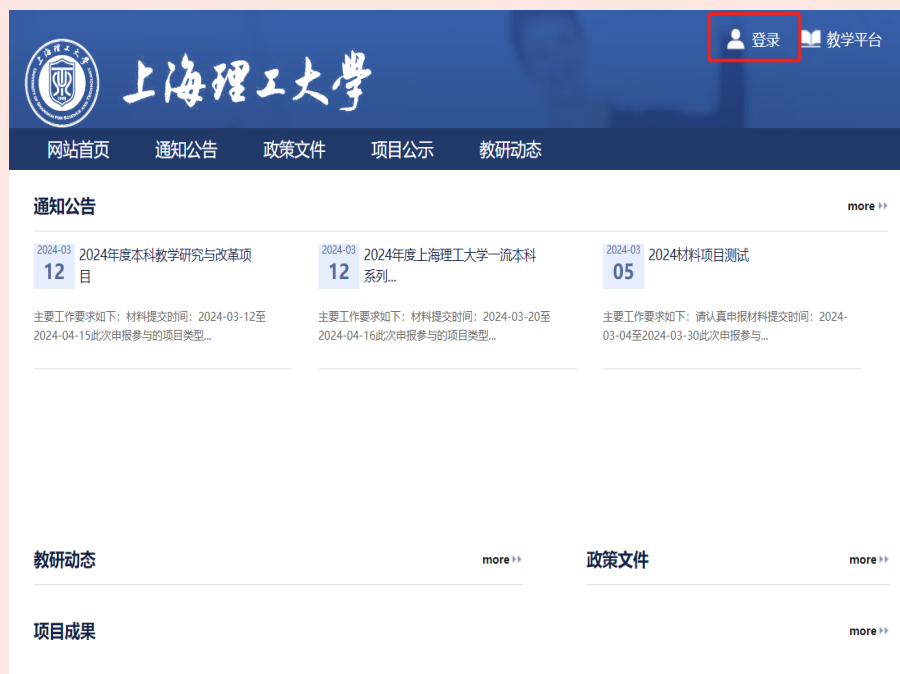 登录 教学平台
上海理工大學
网站首页 通知公告 政策文件 项目公示 教研动态
通知公告 more
2024-03
12
2024年度本科教学研究与改革项
目
主要工作要求如下：材料提交时间：2024-03-12至
2024-04-15此次申报参与的项目类型...
2024-03
12
2024年度上海理工大学一流本科
系列...
主要工作要求如下：材料提交时间：2024-03-20至
2024-04-16此次申报参与的项目类型...
2024-03
05
2024材料项目测试
主要工作要求如下：请认真申报材料提交时间：2024-
03-04至2024-03-30此次申报参与...
教研动态 more
政策文件 more
项目成果 more